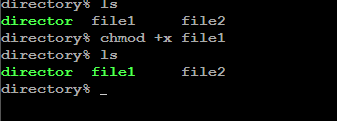 directory% ls
director file1 file2
directory% chmod +x file1
directory% ls
director file1 file2
directory% _